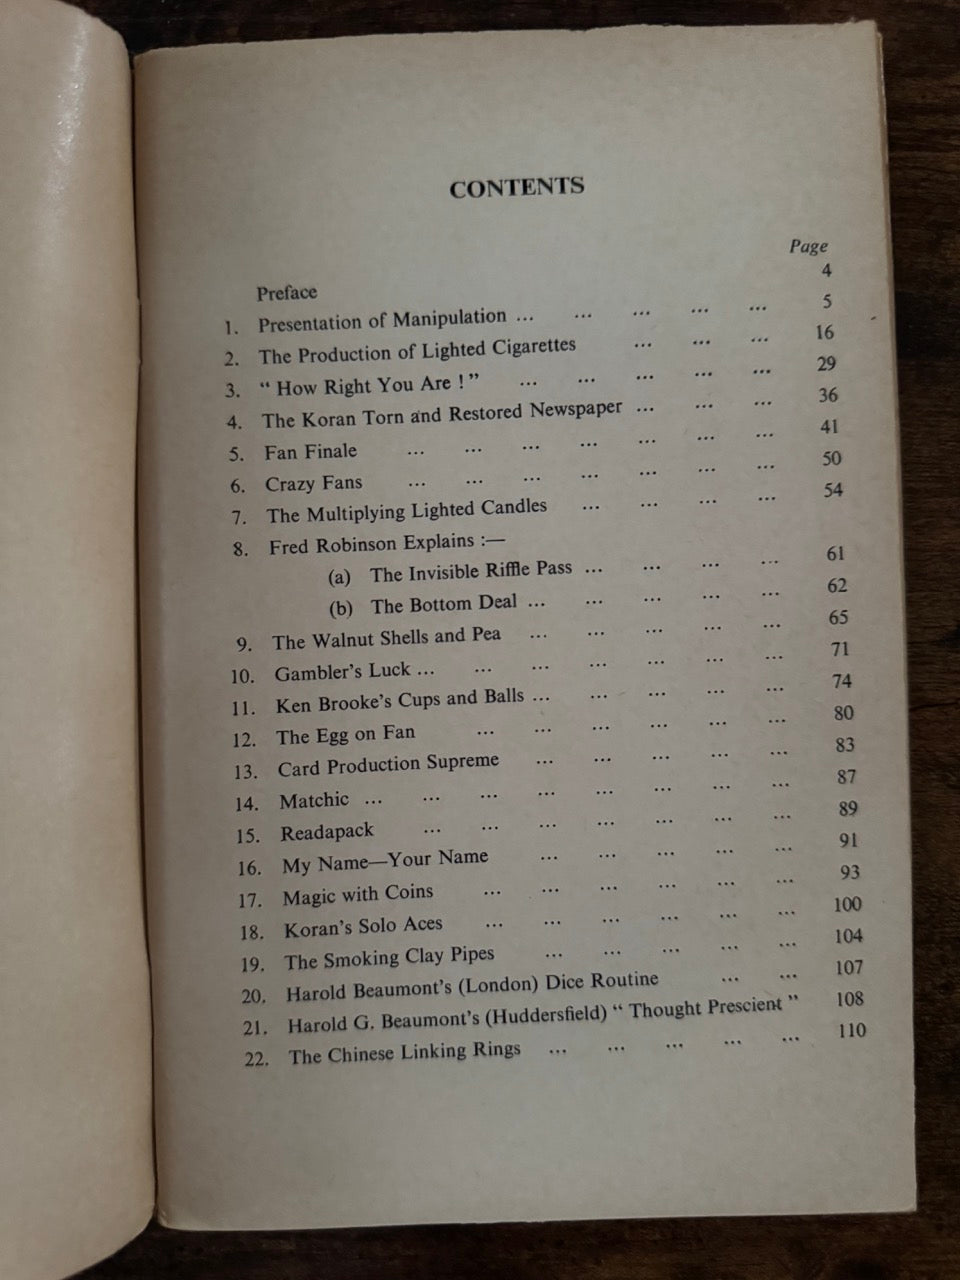 CONTENTS
Page
Preface 4
1. Presentation of Manipulation ... ... ... ... ... 5
2. The Production of Lighted Cigarettes ... ... ... 16
3. “ How Right You Are ! ” ... ... ... ... ... 29
4. The Koran Torn and Restored Newspaper ... ... ... 36
5. Fan Finale ... ... ... ... ... ... ... 41
6. Crazy Fans ... ... ... ... ... ... ... 50
7. The Multiplying Lighted Candles ... ... ... ... 54
8. Fred Robinson Explains :—
(a) The Invisible Riffle Pass ... ... ... ... 61
(b) The Bottom Deal ... ... ... ... ... 62
9. The Walnut Shells and Pea ... ... ... ... ... 65
10. Gambler's Luck ... ... ... ... ... ... ... 71
11. Ken Brooke's Cups and Balls ... ... ... ... ... 74
12. The Egg on Fan ... ... ... ... ... ... 80
13. Card Production Supreme ... ... ... ... ... 83
14. Matchic ... ... ... ... ... ... ... ... 87
15. Readapack ... ... ... ... ... ... ... 89
16. My Name—Your Name ... ... ... ... ... 91
17. Magic with Coins ... ... ... ... ... ... 93
18. Koran's Solo Aces ... ... ... ... ... ... 100
19. The Smoking Clay Pipes ... ... ... ... ... 104
20. Harold Beaumont's (London) Dice Routine ... ... 107
21. Harold G. Beaumont's (Huddersfield) “ Thought Prescient ” 108
22. The Chinese Linking Rings ... ... ... ... ... 110